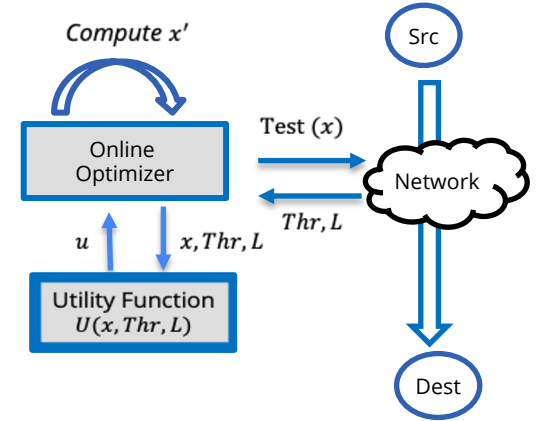 Compute x′
Src
Online
Optimizer
Test (x)
Network
Thr, L
u
x, Thr, L
Utility Function
U(x, Thr, L)
Dest